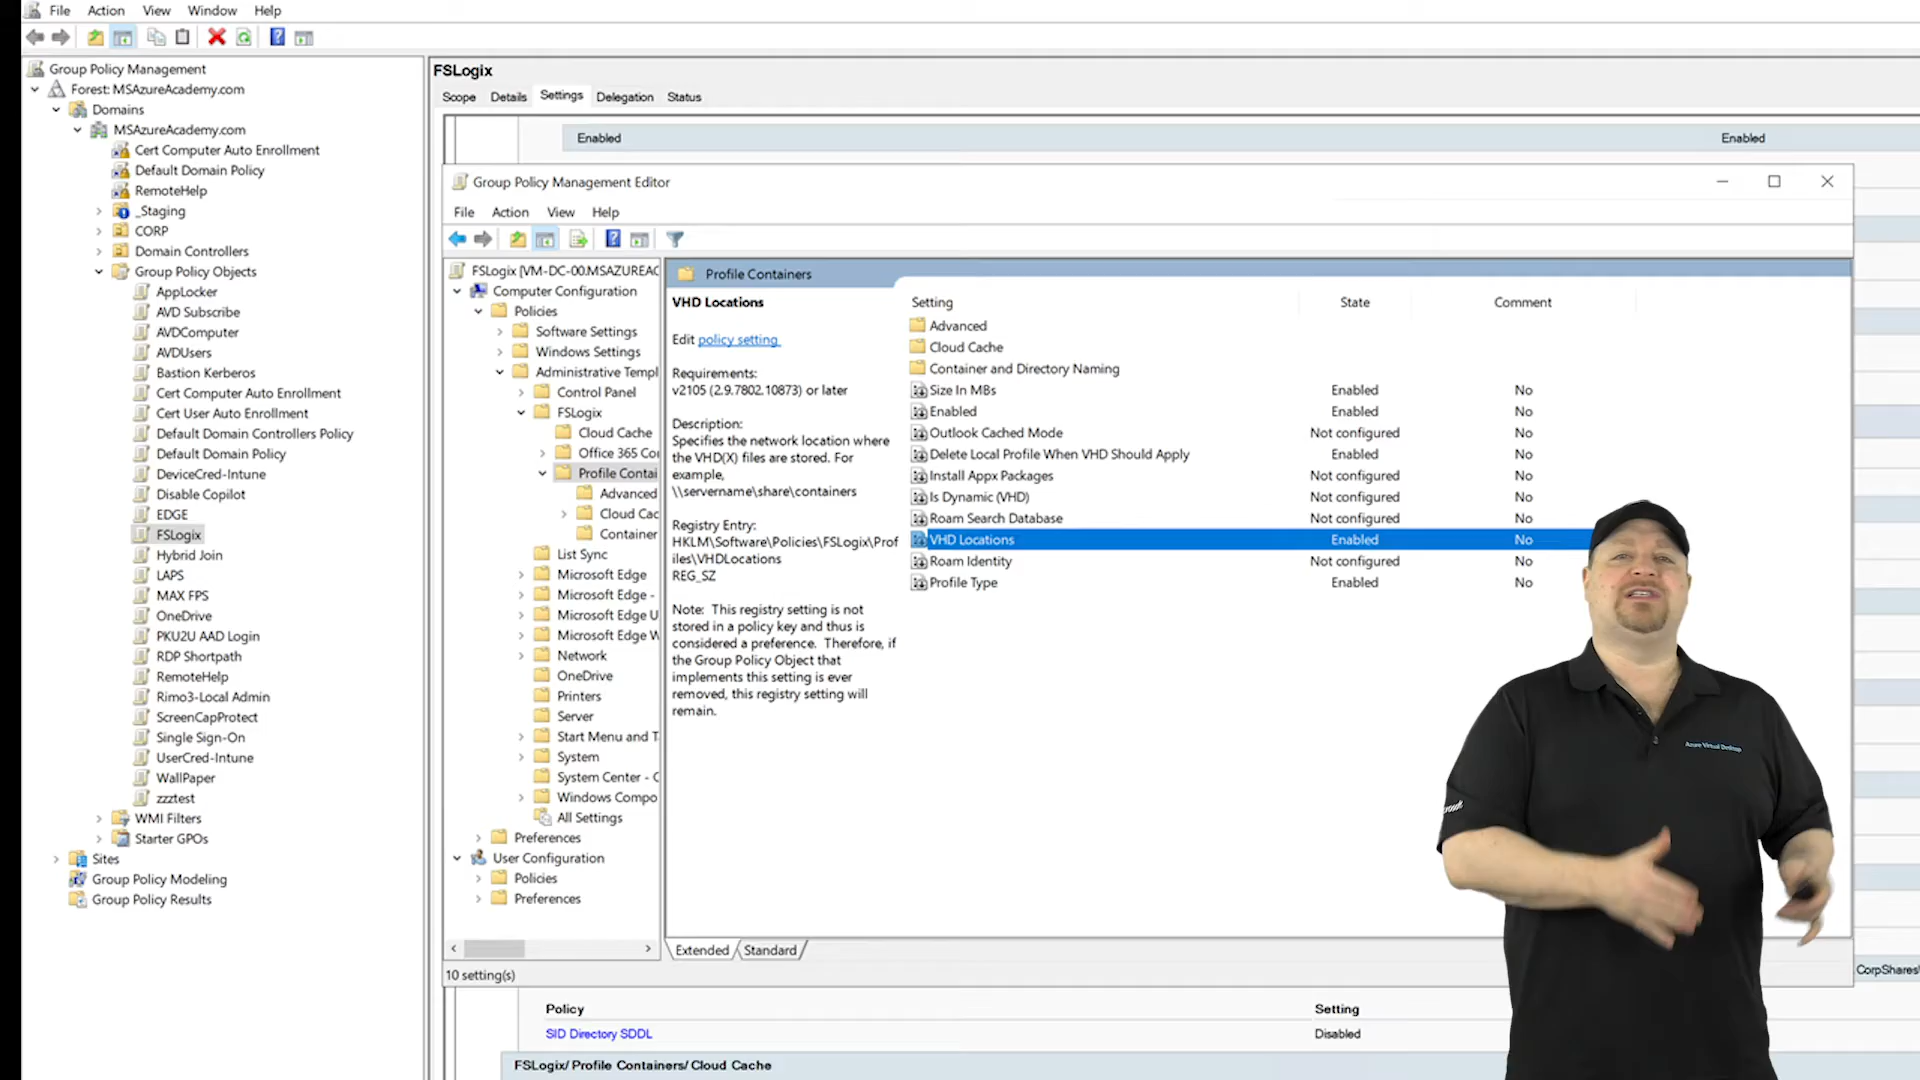 File Action View Window Help
Group Policy Management
Forest: MSAzureAcademy.com
Domains
MSAzureAcademy.com
Cert Computer Auto Enrollment
Default Domain Policy
RemoteHelp
_Staging
CORP
Domain Controllers
Group Policy Objects
AppLocker
AVD Subscribe
AVDComputer
AVDUsers
Bastion Kerberos
Cert Computer Auto Enrollment
Cert User Auto Enrollment
Default Domain Controllers Policy
Default Domain Policy
DeviceCred-Intune
Disable Copilot
EDGE
FSLogix
Hybrid Join
LAPS
MAX FPS
OneDrive
PKU2U AAD Login
RDP Shortpath
RemoteHelp
Rimo3-Local Admin
ScreenCapProtect
Single Sign-On
UserCred-Intune
WallPaper
zzztest
WMI Filters
Starter GPOs
Sites
Group Policy Modeling
Group Policy Results
FSLogix
Scope Details Settings Delegation Status
Enabled Enabled
Group Policy Management Editor
File Action View Help
FSLogix [VM-DC-00.MSAZUREAC
Computer Configuration
Policies
Software Settings
Windows Settings
Administrative Templ
Control Panel
FSLogix
Cloud Cache
Office 365 Co
Profile Contai
Advanced
Cloud Cac
Container
List Sync
Microsoft Edge
Microsoft Edge -
Microsoft Edge U
Microsoft Edge W
Network
OneDrive
Printers
Server
Start Menu and T
System
System Center - C
Windows Compo
All Settings
Preferences
User Configuration
Policies
Preferences
Profile Containers
VHD Locations
Edit policy setting
Requirements:
v2105 (2.9.7802.10873) or later
Description:
Specifies the network location where
the VHD(X) files are stored. For
example,
\\servername\share\containers
Registry Entry:
HKLM\Software\Policies\FSLogix\Prof
iles\VHDLocations
REG_SZ
Note: This registry setting is not
stored in a policy key and thus is
considered a preference. Therefore, if
the Group Policy Object that
implements this setting is ever
removed, this registry setting will
remain.
Setting State Comment
Advanced
Cloud Cache
Container and Directory Naming
Size In MBs Enabled No
Enabled Enabled No
Outlook Cached Mode Not configured No
Delete Local Profile When VHD Should Apply Enabled No
Install Appx Packages Not configured No
Is Dynamic (VHD) Not configured No
Roam Search Database Not configured No
VHD Locations Enabled No
Roam Identity Not configured No
Profile Type Enabled No
Extended Standard
10 setting(s)
Azure Virtual Desktop
CorpShares\
Policy Setting
SID Directory SDDL Disabled
FSLogix/Profile Containers/Cloud Cache